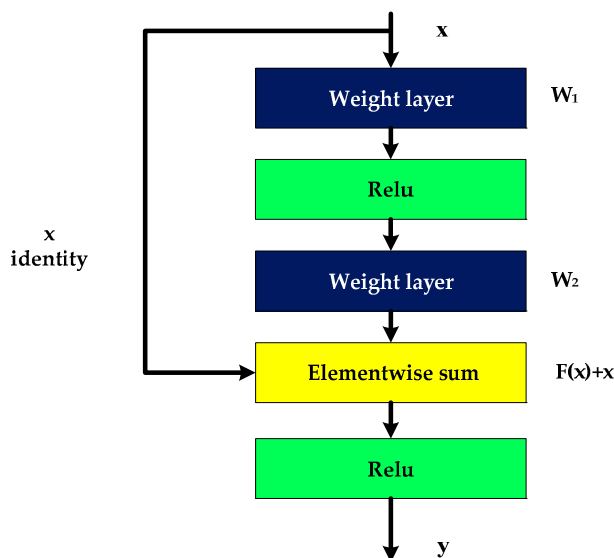 x
Weight layer
W₁
Relu
x
identity
Weight layer
W₂
Elementwise sum
F(x)+x
Relu
y